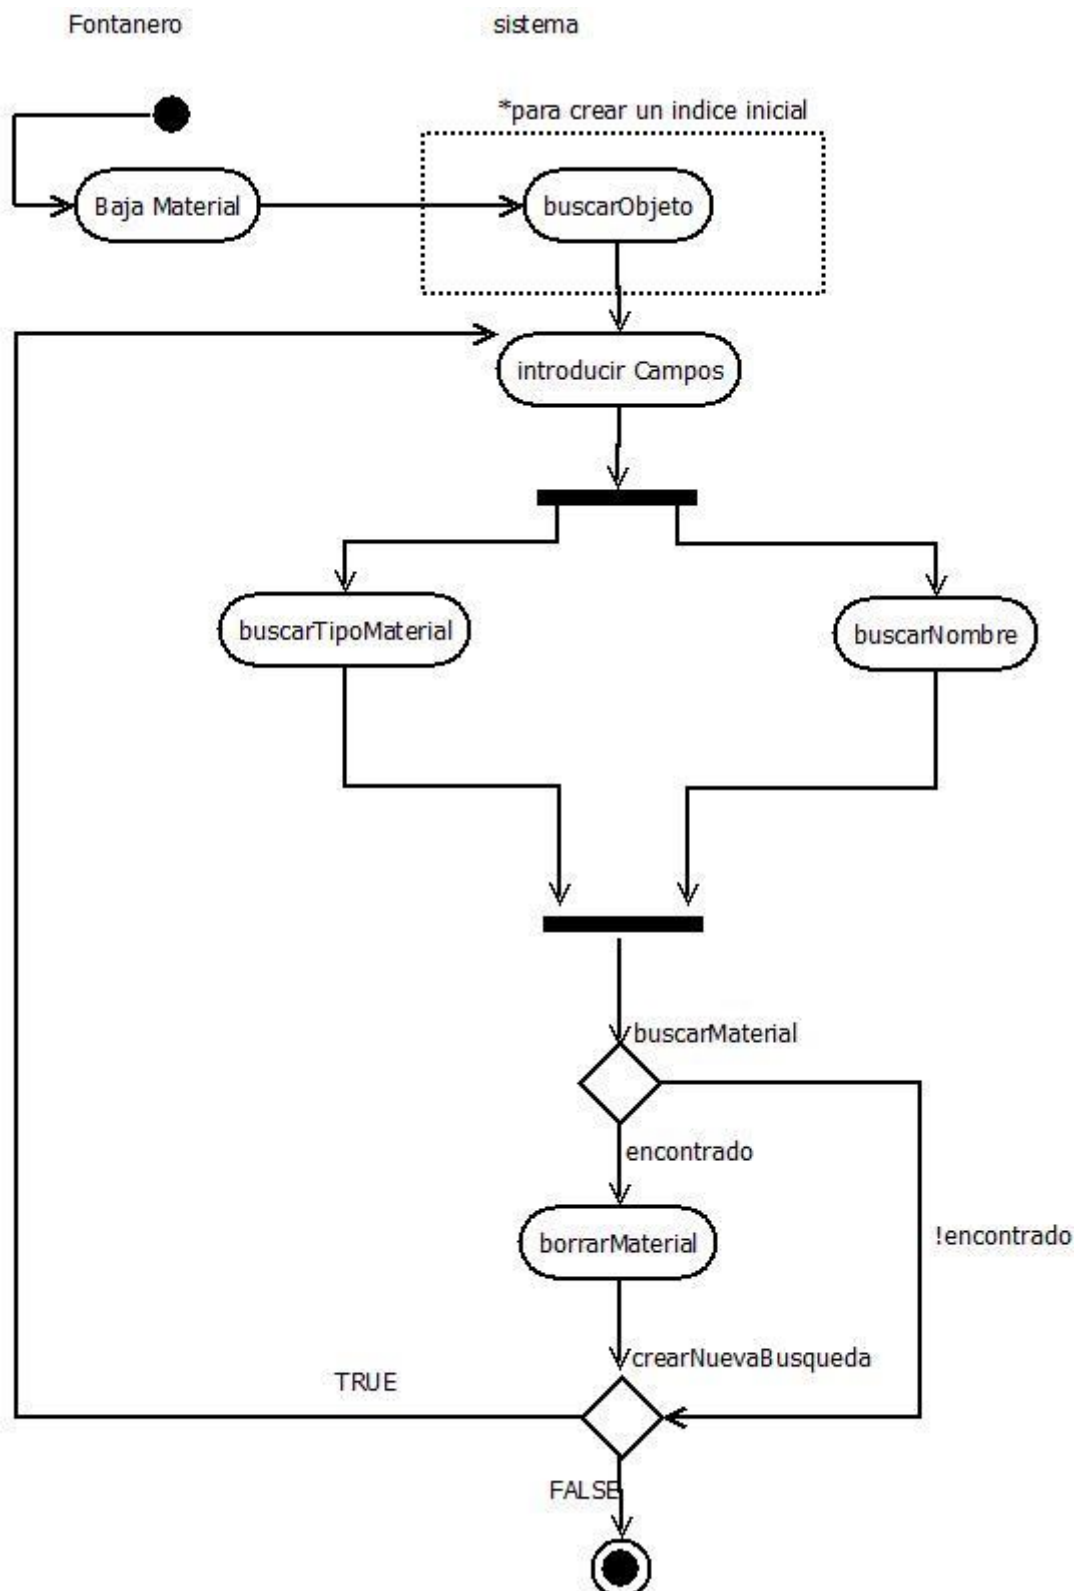 Fontanero
sistema
*para crear un indice inicial
Baja Material
buscarObjeto
introducir Campos
buscarTipoMaterial
buscarNombre
buscarMaterial
encontrado
!encontrado
borrarMaterial
crearNuevaBusqueda
TRUE
FALSE